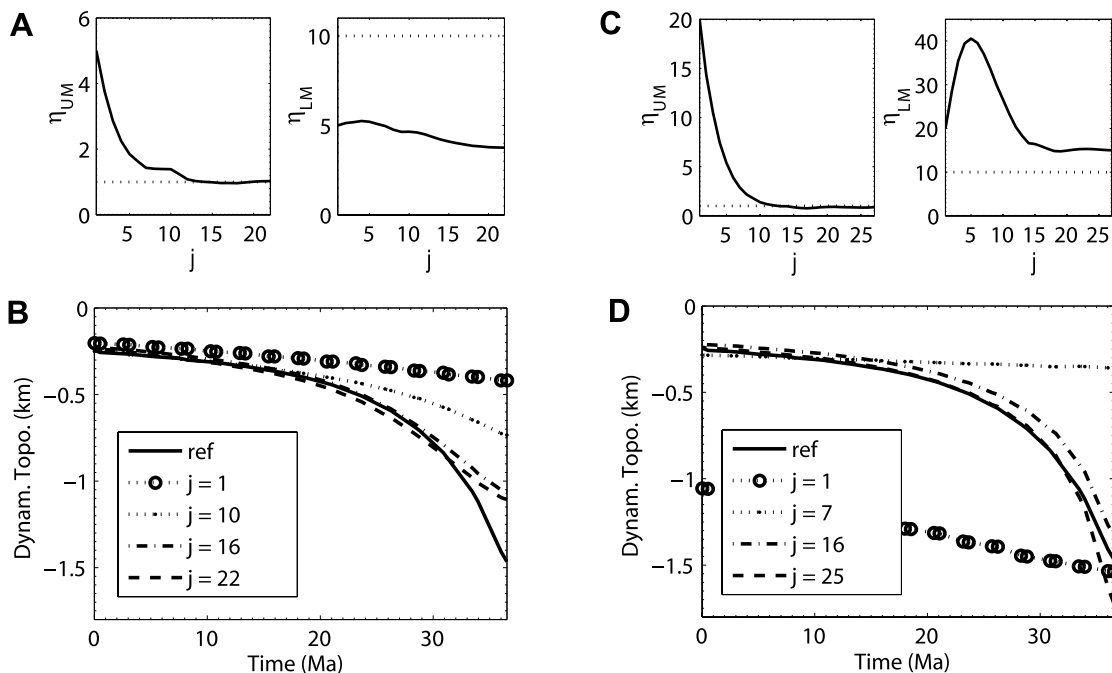 A
6
4
2
0
η_UM
5
10
15
20
j
10
5
0
η_LM
5
10
15
20
j
B
0
−0.5
−1
−1.5
Dynam. Topo. (km)
ref
j = 1
j = 10
j = 16
j = 22
0
10
20
30
Time (Ma)
C
20
15
10
5
0
η_UM
5
10
15
20
25
j
40
30
20
10
0
η_LM
5
10
15
20
25
j
D
0
−0.5
−1
−1.5
Dynam. Topo. (km)
ref
j = 1
j = 7
j = 16
j = 25
0
10
20
30
Time (Ma)